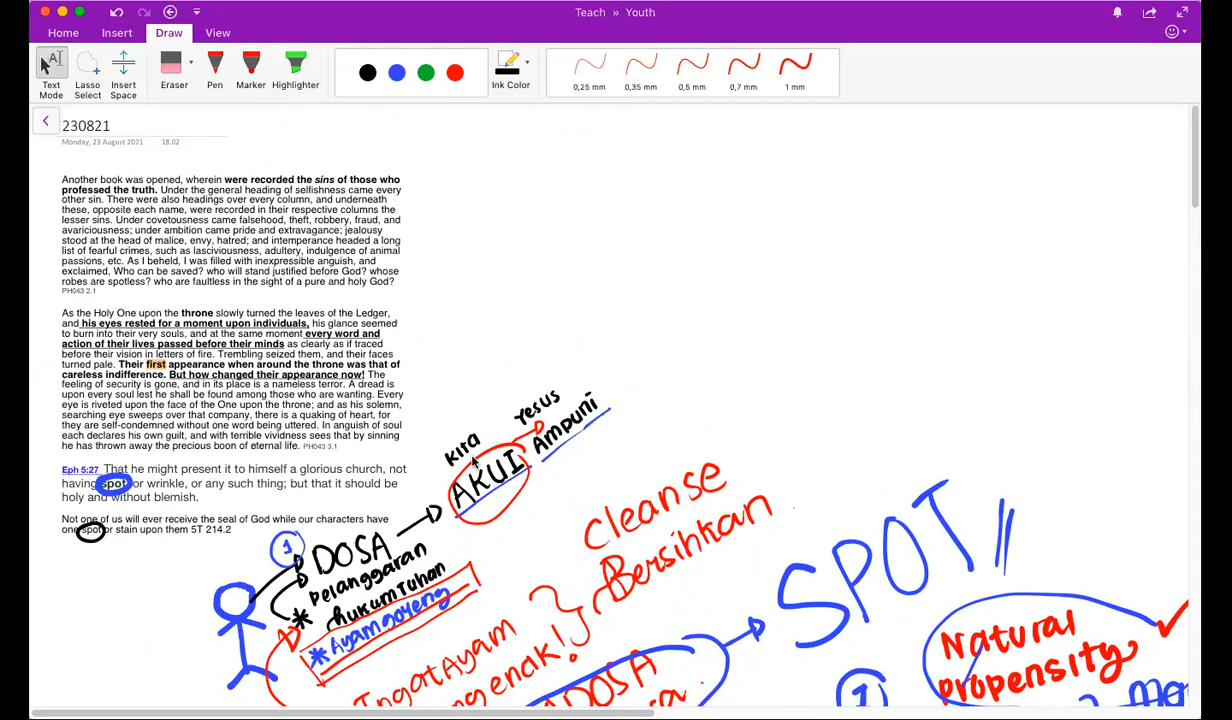 Teach » Youth
Home Insert Draw View
Text Mode
Lasso Select
Insert Space
Eraser
Pen
Marker
Highlighter
Ink Color
0,25 mm
0,35 mm
0,5 mm
0,7 mm
1 mm
230821
Monday, 23 August 2021 18.02
Another book was opened, wherein were recorded the sins of those who
professed the truth. Under the general heading of selfishness came every
other sin. There were also headings over every column, and underneath
these, opposite each name, were recorded in their respective columns the
lesser sins. Under covetousness came falsehood, theft, robbery, fraud, and
avariciousness; under ambition came pride and extravagance; jealousy
stood at the head of malice, envy, hatred; and intemperance headed a long
list of fearful crimes, such as lasciviousness, adultery, indulgence of animal
passions, etc. As I beheld, I was filled with inexpressible anguish, and
exclaimed, Who can be saved? who will stand justified before God? whose
robes are spotless? who are faultless in the sight of a pure and holy God?
PH043 2.1
As the Holy One upon the throne slowly turned the leaves of the Ledger,
and his eyes rested for a moment upon individuals, his glance seemed
to burn into their very souls, and at the same moment every word and
action of their lives passed before their minds as clearly as if traced
before their vision in letters of fire. Trembling seized them, and their faces
turned pale. Their first appearance when around the throne was that of
careless indifference. But how changed their appearance now! The
feeling of security is gone, and in its place is a nameless terror. A dread is
upon every soul lest he shall be found among those who are wanting. Every
eye is riveted upon the face of the One upon the throne; and as his solemn,
searching eye sweeps over that company, there is a quaking of heart, for
they are self-condemned without one word being uttered. In anguish of soul
each declares his own guilt, and with terrible vividness sees that by sinning
he has thrown away the precious boon of eternal life. PH043 3.1
Eph 5:27 That he might present it to himself a glorious church, not
having spot, or wrinkle, or any such thing; but that it should be
holy and without blemish.
Not one of us will ever receive the seal of God while our characters have
one spot or stain upon them 5T 214.2
kita
AKUI
Yesus
Ampuni
1
DOSA
* Pelanggaran
hukum Tuhan
* Ayam goreng
Cleanse
Bersihkan
Ingat Ayam
enak!
SPOT
DOSA
Natural
propensity
1